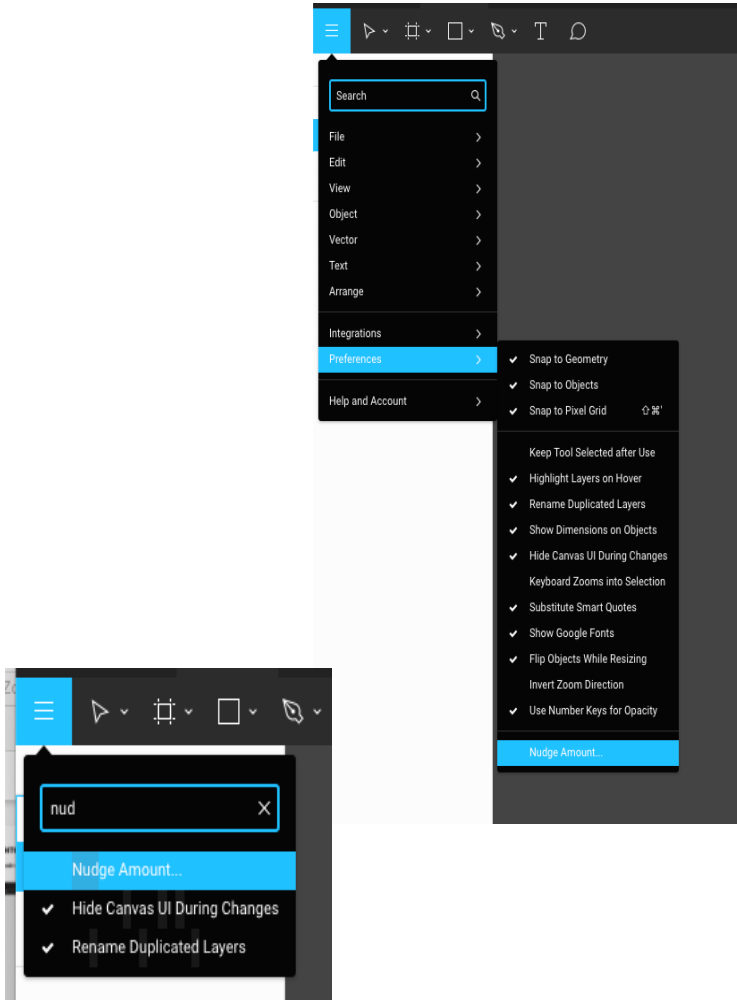 T
Search
File
Edit
View
Object
Vector
Text
Arrange
Integrations
Preferences
Help and Account
Snap to Geometry
Snap to Objects
Snap to Pixel Grid ⇧⌘'
Keep Tool Selected after Use
Highlight Layers on Hover
Rename Duplicated Layers
Show Dimensions on Objects
Hide Canvas UI During Changes
Keyboard Zooms into Selection
Substitute Smart Quotes
Show Google Fonts
Flip Objects While Resizing
Invert Zoom Direction
Use Number Keys for Opacity
Nudge Amount...
nud
Nudge Amount...
Hide Canvas UI During Changes
Rename Duplicated Layers